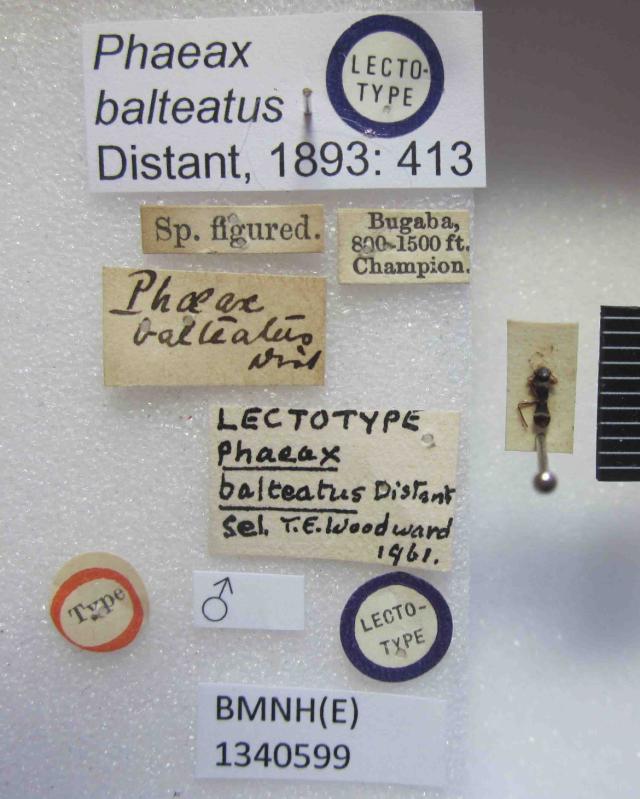 Phaeax
balteatus
Distant, 1893: 413
LECTO-
TYPE
Sp. figured.
Bugaba,
800-1500 ft.
Champion.
Phæax
balteatus
Dist
LECTOTYPE
Phaeax
balteatus Distant
sel. T.E. Woodward
1961.
Type
♂
LECTO-
TYPE
BMNH(E)
1340599